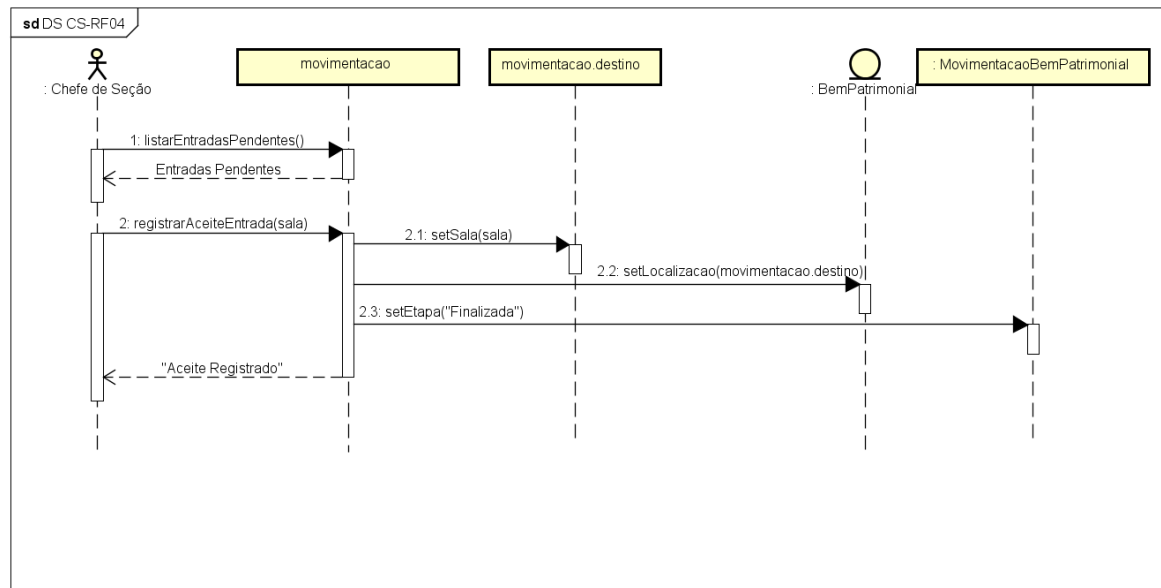 sd DS CS-RF04
: Chefe de Seção
movimentacao
movimentacao.destino
: BemPatrimonial
: MovimentacaoBemPatrimonial
1: listarEntradasPendentes()
Entradas Pendentes
2: registrarAceiteEntrada(sala)
2.1: setSala(sala)
2.2: setLocalizacao(movimentacao.destino)
2.3: setEtapa("Finalizada")
"Aceite Registrado"